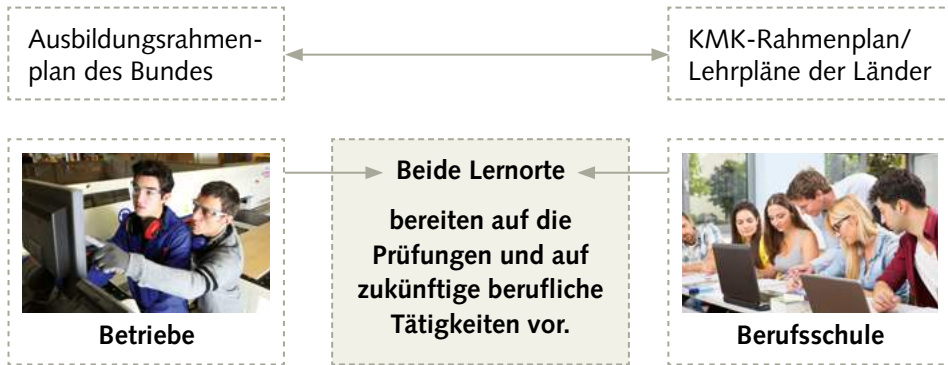 Ausbildungsrahmen-
plan des Bundes
KMK-Rahmenplan/
Lehrpläne der Länder
Betriebe
Beide Lernorte
bereiten auf die
Prüfungen und auf
zukünftige berufliche
Tätigkeiten vor.
Berufsschule